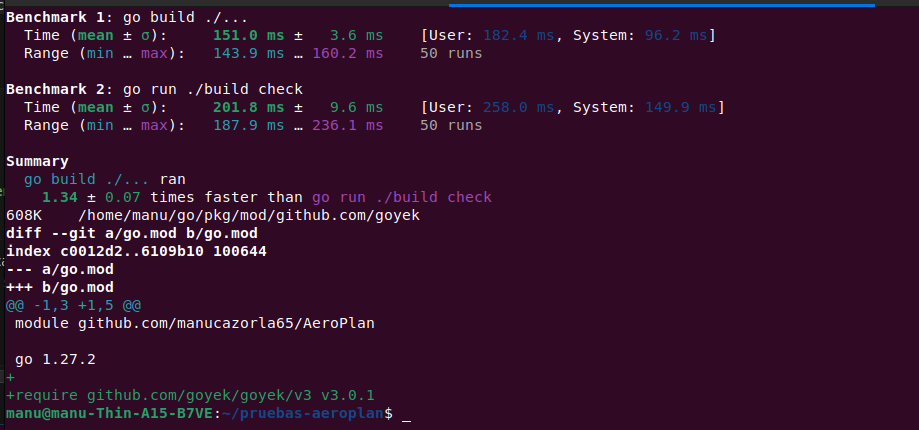 Benchmark 1: go build ./...
  Time (mean ± σ):     151.0 ms ±   3.6 ms    [User: 182.4 ms, System: 96.2 ms]
  Range (min … max):   143.9 ms … 160.2 ms    50 runs

Benchmark 2: go run ./build check
  Time (mean ± σ):     201.8 ms ±   9.6 ms    [User: 258.0 ms, System: 149.9 ms]
  Range (min … max):   187.9 ms … 236.1 ms    50 runs

Summary
  go build ./... ran
    1.34 ± 0.07 times faster than go run ./build check
608K    /home/manu/go/pkg/mod/github.com/goyek
diff --git a/go.mod b/go.mod
index c0012d2..6109b10 100644
--- a/go.mod
+++ b/go.mod
@@ -1,3 +1,5 @@
 module github.com/manucazorla65/AeroPlan

 go 1.27.2
+
+require github.com/goyek/goyek/v3 v3.0.1
manu@manu-Thin-A15-B7VE:~/pruebas-aeroplan$ _